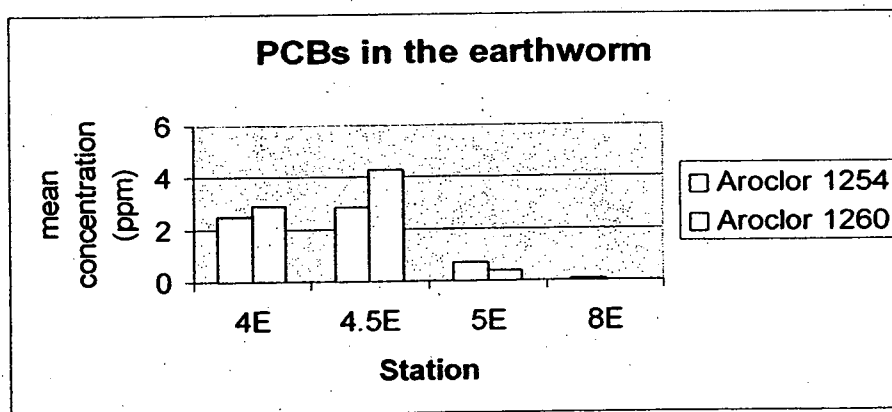 PCBs in the earthworm
mean
concentration
(ppm)
6
4
2
0
4E
4.5E
5E
8E
Station
Aroclor 1254
Aroclor 1260